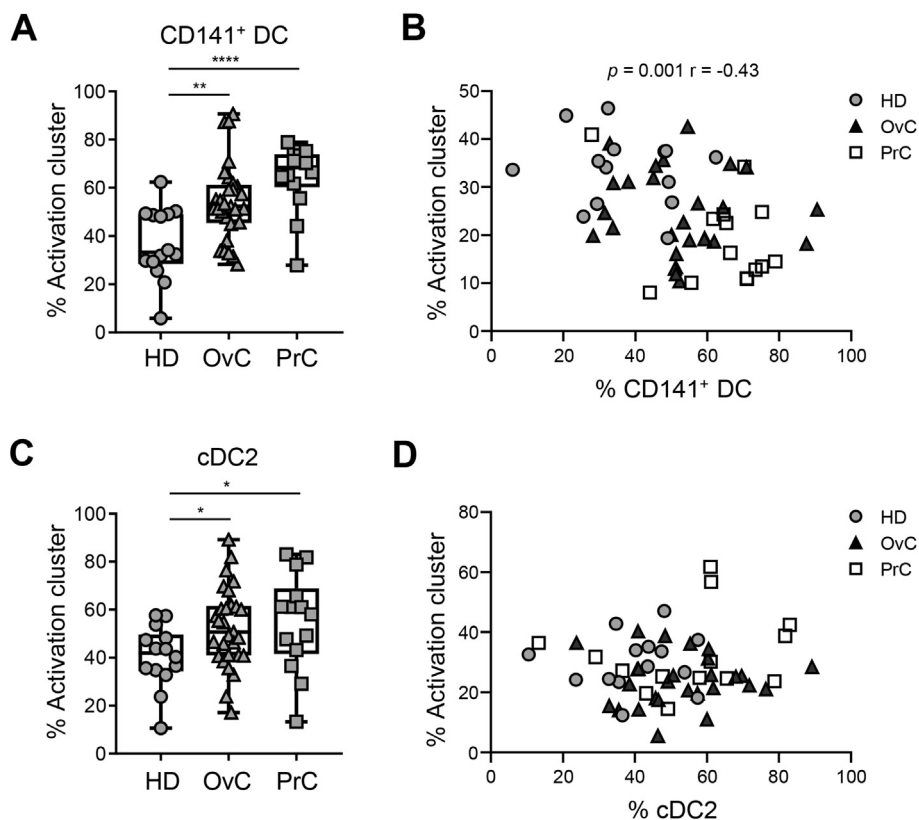 A
CD141⁺ DC
****
**
% Activation cluster
100
80
60
40
20
0
HD
OvC
PrC
B
p = 0.001 r = -0.43
% Activation cluster
50
40
30
20
10
0
0
20
40
60
80
100
% CD141⁺ DC
HD
OvC
PrC
C
cDC2
*
*
% Activation cluster
100
80
60
40
20
0
HD
OvC
PrC
D
% Activation cluster
80
60
40
20
0
0
20
40
60
80
100
% cDC2
HD
OvC
PrC